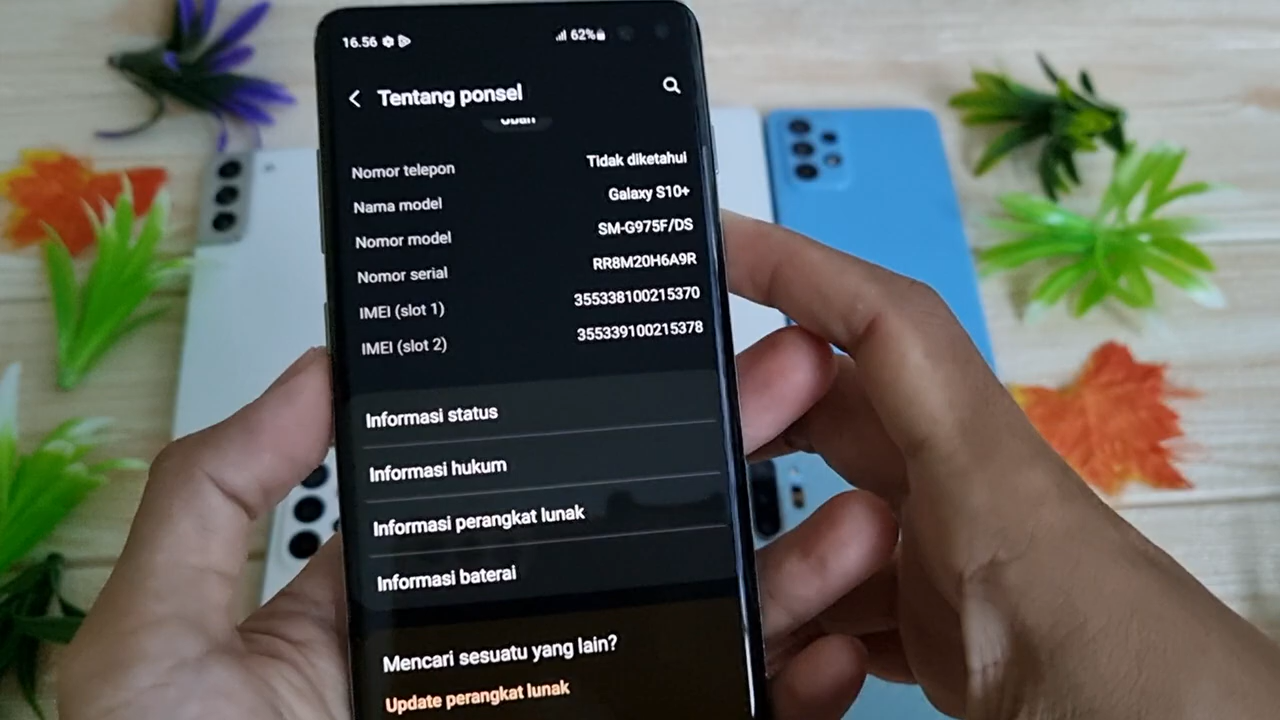 16.56
62%
Tentang ponsel
Ubah
Nomor telepon Tidak diketahui
Nama model Galaxy S10+
Nomor model SM-G975F/DS
Nomor serial RR8M20H6A9R
IMEI (slot 1) 355338100215370
IMEI (slot 2) 355339100215378
Informasi status
Informasi hukum
Informasi perangkat lunak
Informasi baterai
Mencari sesuatu yang lain?
Update perangkat lunak